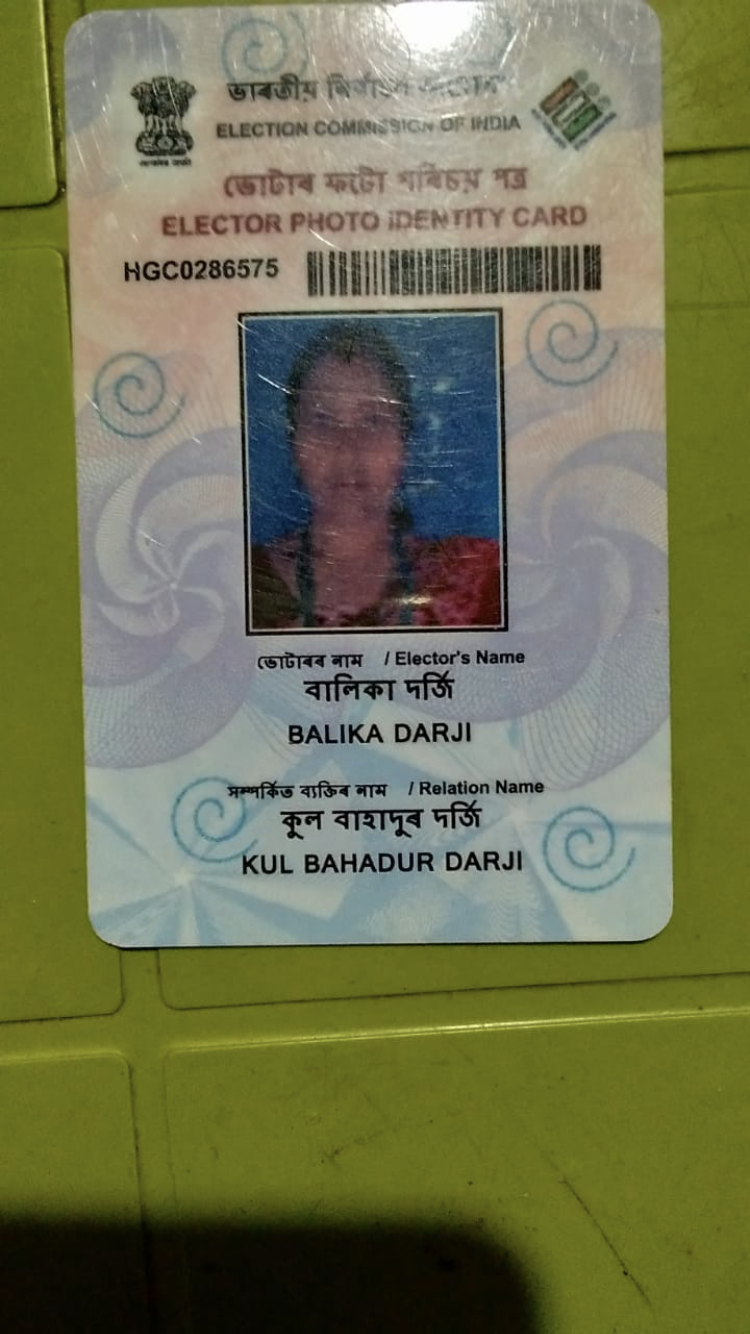 ভাৰতীয় নিৰ্বাচন
ELECTION COMMISSION OF INDIA
ভোটাৰ ফটো পৰিচয় পত্ৰ
ELECTOR PHOTO IDENTITY CARD
HGC0286575
ভোটাৰৰ নাম / Elector's Name
বালিকা দৰ্জি
BALIKA DARJI
সম্পৰ্কিত ব্যক্তিৰ নাম / Relation Name
কুল বাহাদুৰ দৰ্জি
KUL BAHADUR DARJI